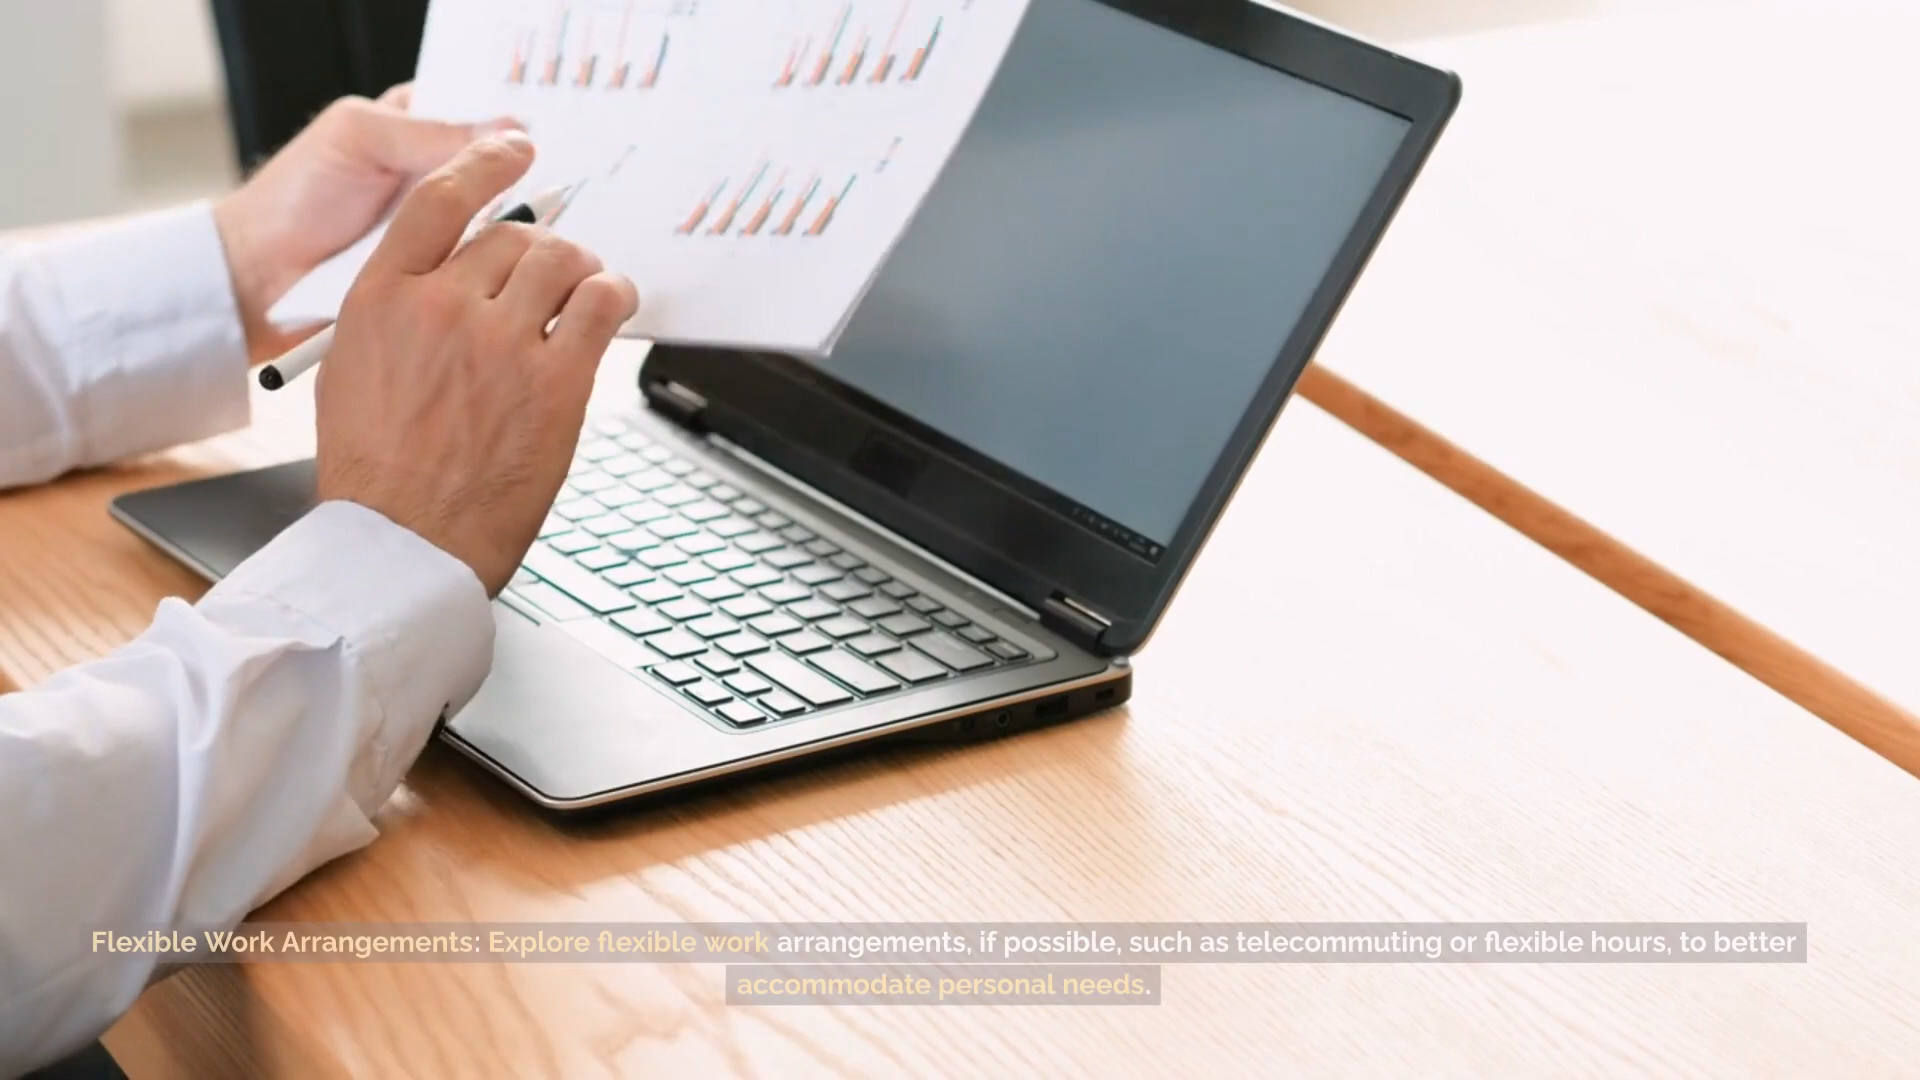 Flexible Work Arrangements: Explore flexible work arrangements, if possible, such as telecommuting or flexible hours, to better
accommodate personal needs.